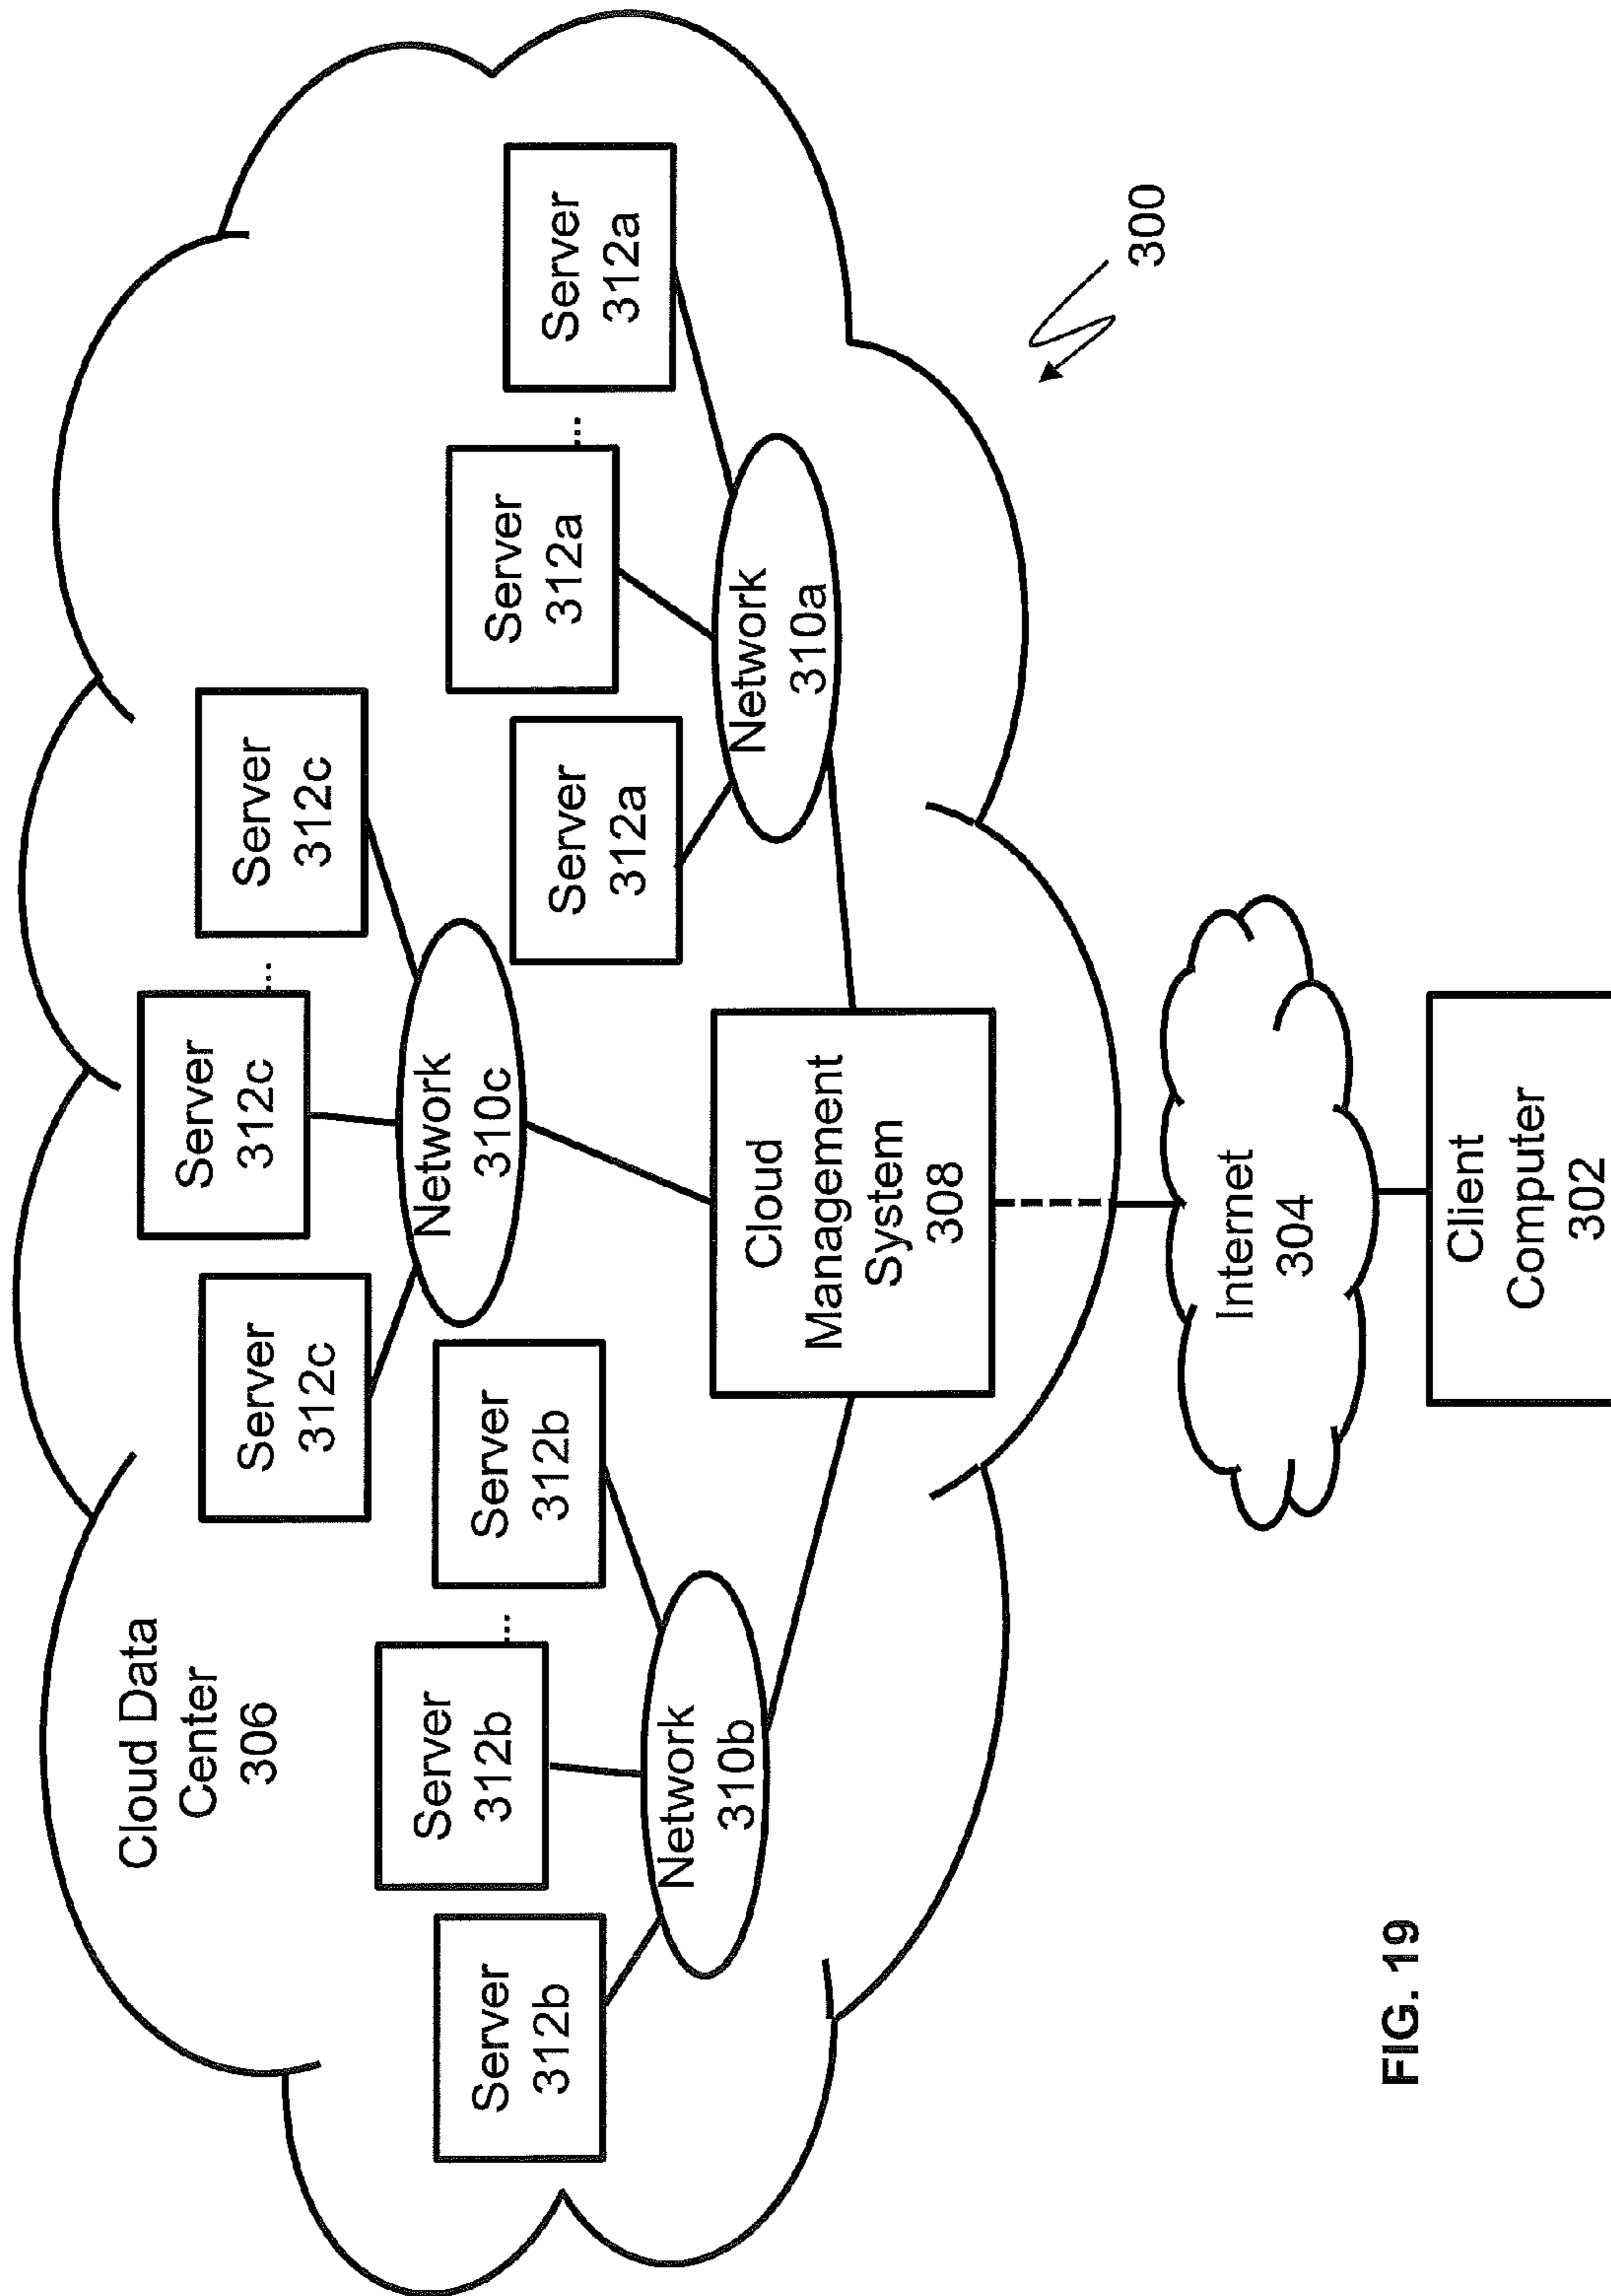 Cloud Data
Center
306
Server
312c
Server
312c
...
Server
312c
Server
312b
Server
312b
...
Server
312b
Network
310c
Server
312a
Server
312a
...
Server
312a
Network
310b
Network
310a
Cloud
Management
System
308
300
Internet
304
Client
Computer
302
FIG. 19